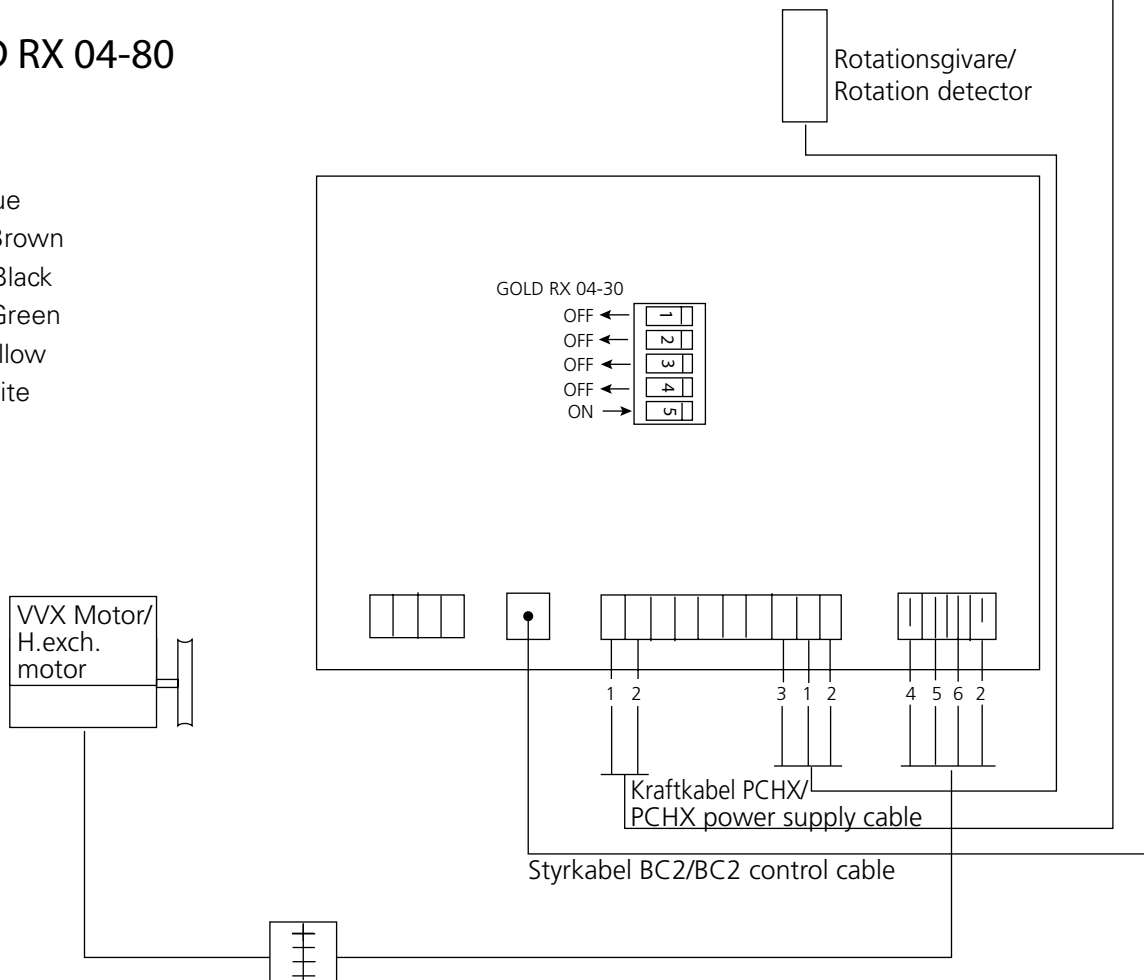 RX 04-80
Rotationsgivare/
Rotation detector
ue
Brown
Black
Green
llow
ite
GOLD RX 04-30
OFF 1
OFF 2
OFF 3
OFF 4
ON 5
VVX Motor/
H.exch.
motor
1 2 3 1 2 4 5 6 2
Kraftkabel PCHX/
PCHX power supply cable
Styrkabel BC2/BC2 control cable